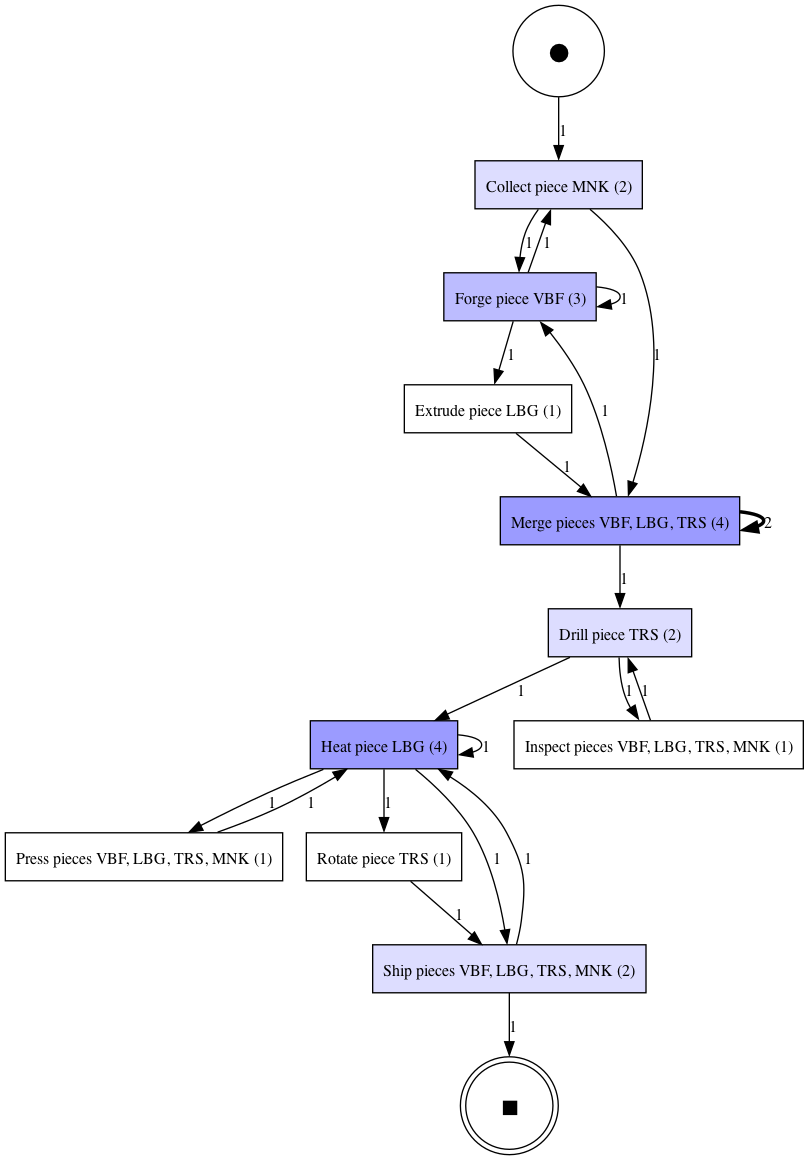 1
Collect piece MNK (2)
1
1
Forge piece VBF (3)
1
1
1
Extrude piece LBG (1)
1
1
Merge pieces VBF, LBG, TRS (4)
2
1
Drill piece TRS (2)
1
1
1
Heat piece LBG (4)
1
Inspect pieces VBF, LBG, TRS, MNK (1)
1
1
1
Press pieces VBF, LBG, TRS, MNK (1)
Rotate piece TRS (1)
1
1
1
Ship pieces VBF, LBG, TRS, MNK (2)
1